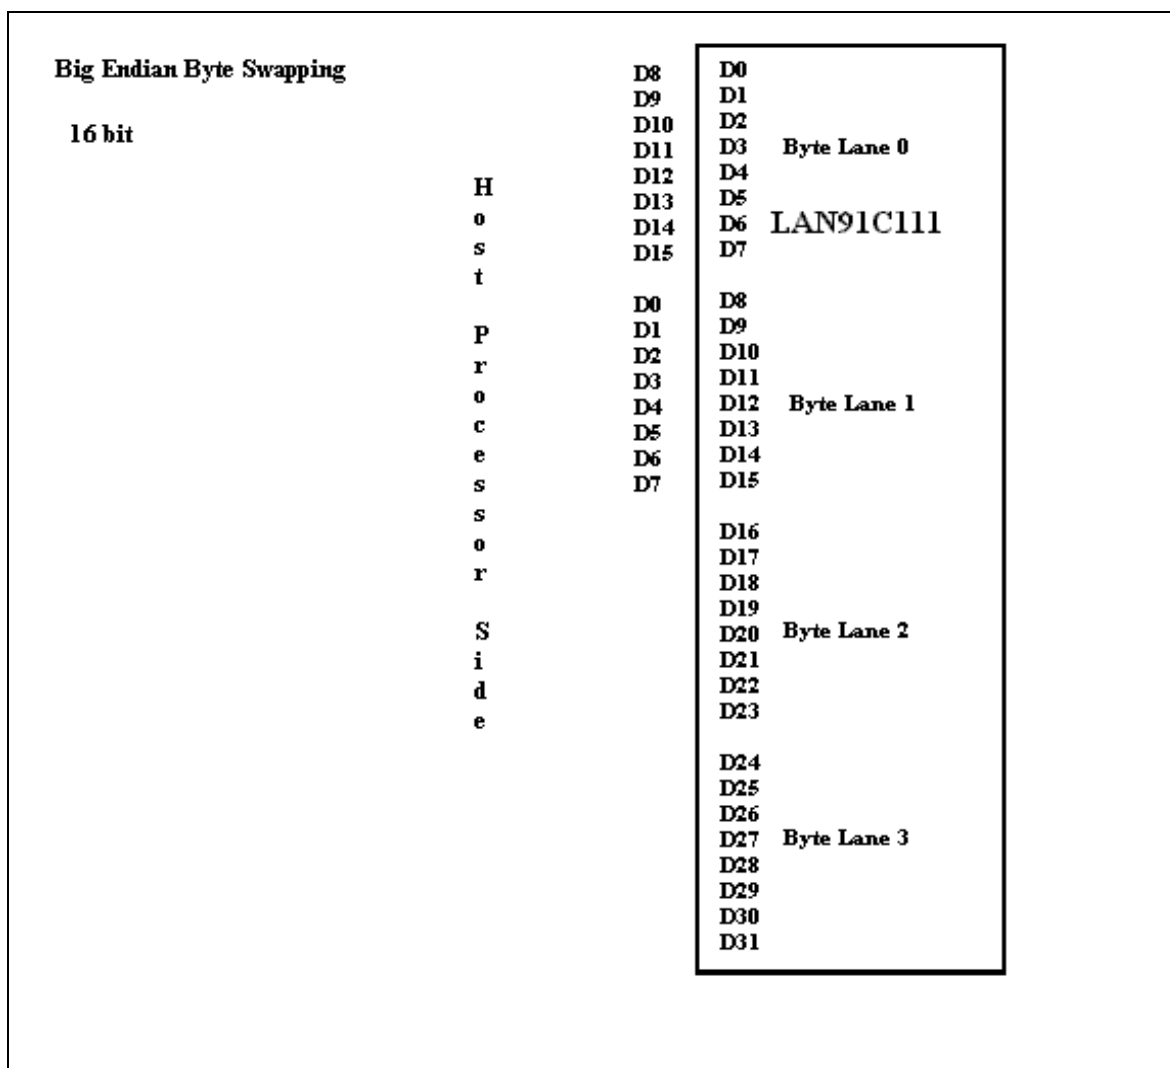 Big Endian Byte Swapping
16 bit
Host Processor Side
D8
D9
D10
D11
D12
D13
D14
D15
D0
D1
D2
D3
D4
D5
D6
D7
D0
D1
D2
D3 Byte Lane 0
D4
D5
D6 LAN91C111
D7
D8
D9
D10
D11
D12 Byte Lane 1
D13
D14
D15
D16
D17
D18
D19
D20 Byte Lane 2
D21
D22
D23
D24
D25
D26
D27 Byte Lane 3
D28
D29
D30
D31